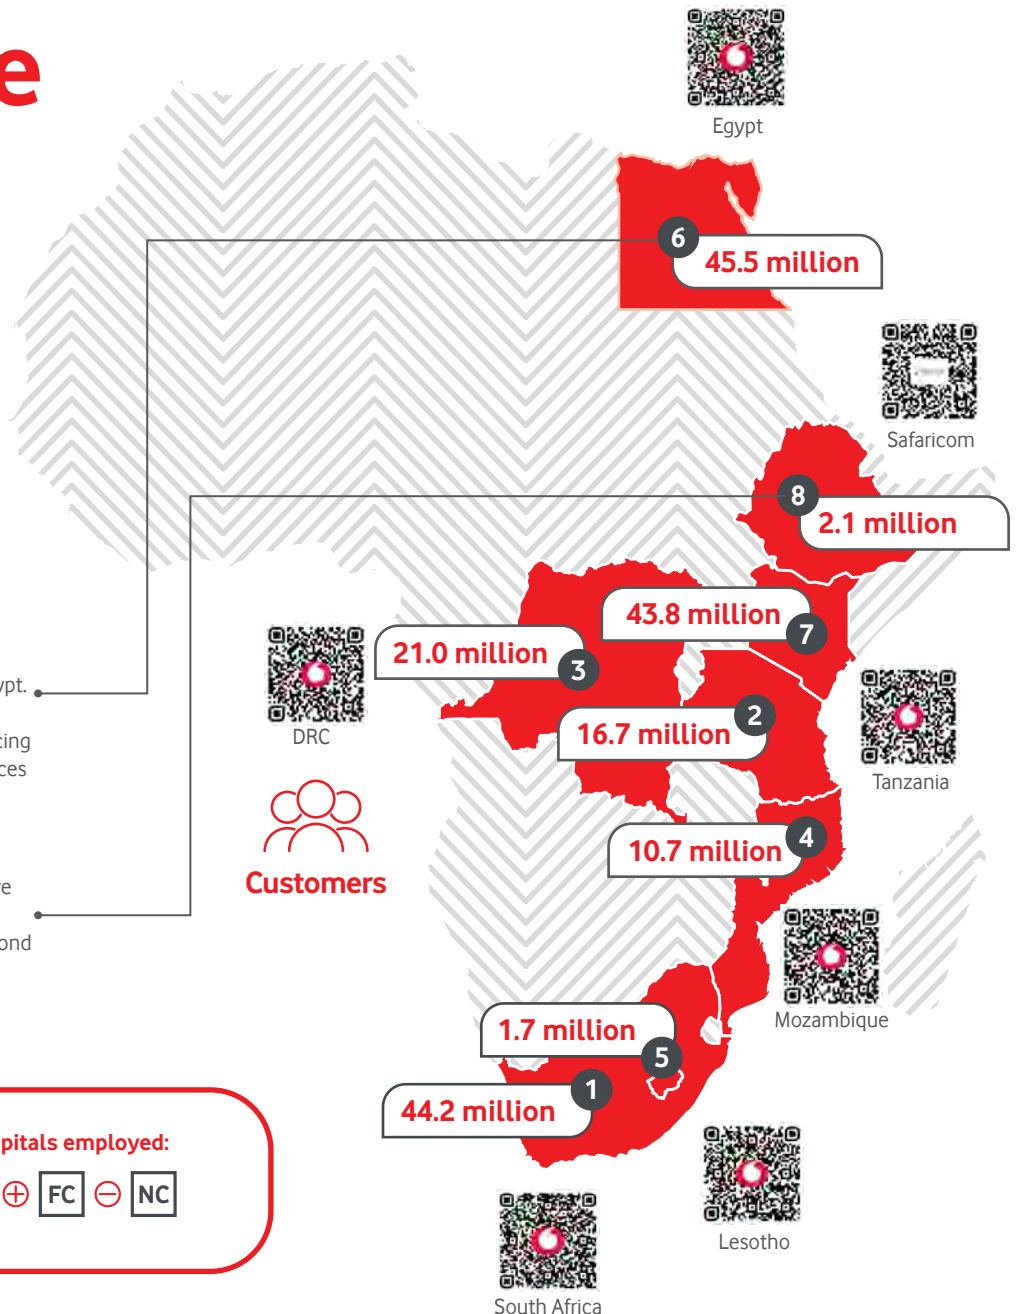 e
Egypt
6
45.5 million
Safaricom
8
2.1 million
43.8 million
7
21.0 million
3
ypt.
DRC
2
16.7 million
cing
ces
Tanzania
4
10.7 million
Customers
ve
ond
Mozambique
1.7 million
5
1
44.2 million
pitals employed:
+ FC − NC
Lesotho
South Africa